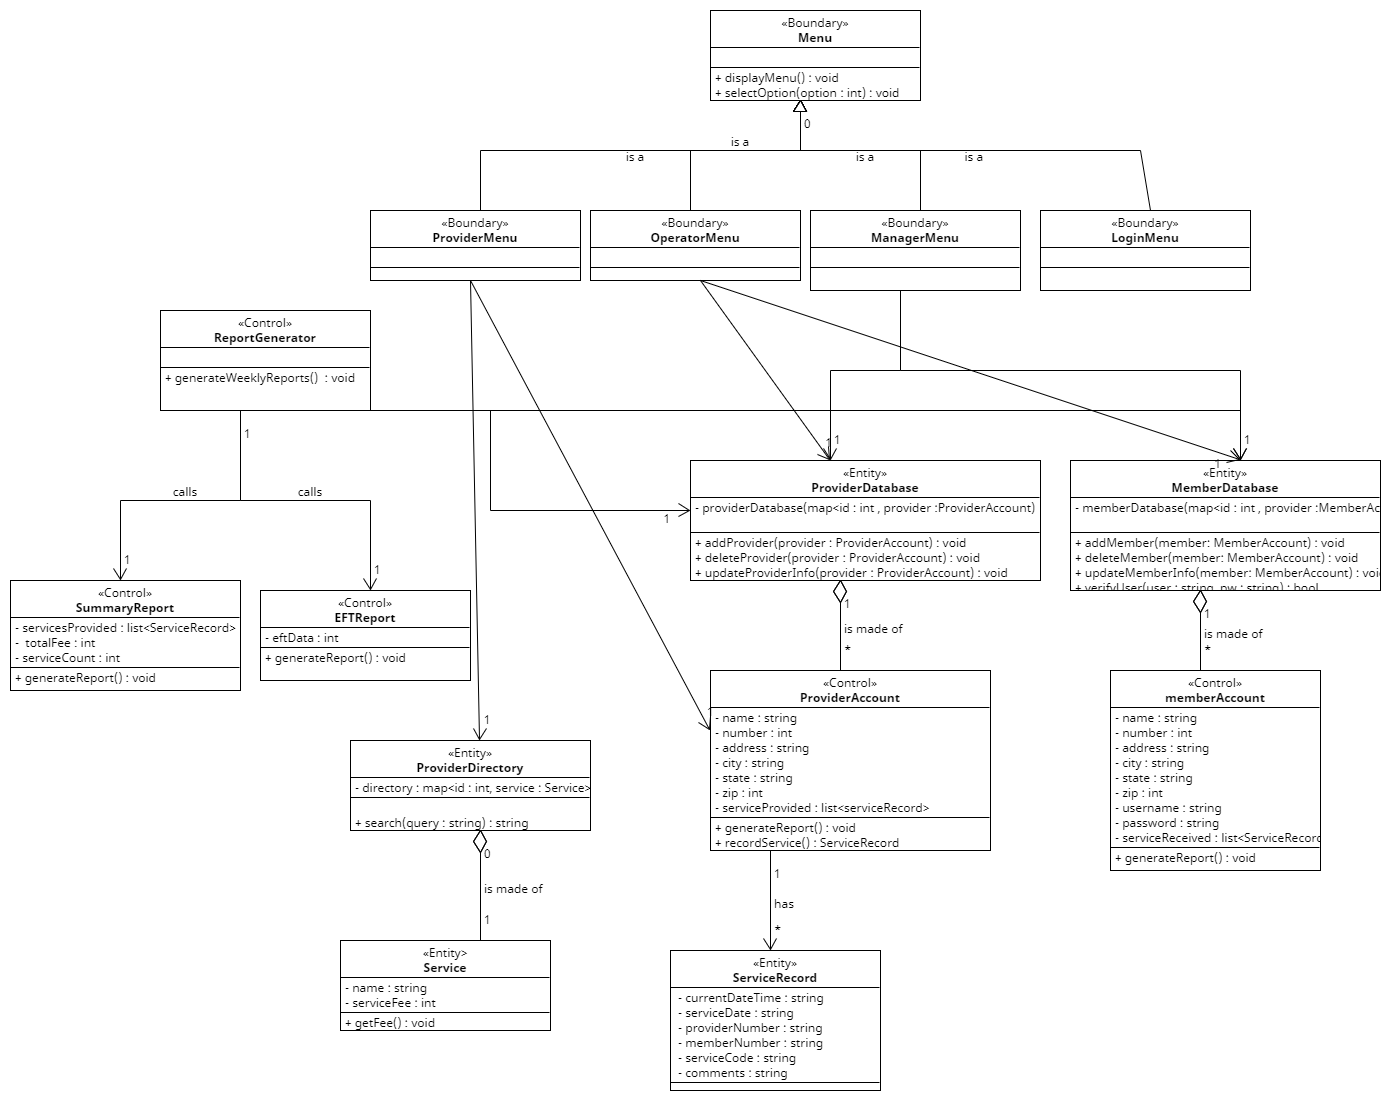 «Boundary»
Menu
+ displayMenu() : void
+ selectOption(option : int) : void
0
is a
is a
is a
is a
«Boundary»
ProviderMenu
«Boundary»
OperatorMenu
«Boundary»
ManagerMenu
«Boundary»
LoginMenu
«Control»
ReportGenerator
+ generateWeeklyReports()  : void
1
calls
calls
1
1
1
1
1
1
1
«Control»
SummaryReport
- servicesProvided : list<ServiceRecord>
-  totalFee : int
- serviceCount : int
+ generateReport() : void
«Control»
EFTReport
- eftData : int
+ generateReport() : void
«Entity»
ProviderDatabase
- providerDatabase(map<id : int , provider :ProviderAccount)
+ addProvider(provider : ProviderAccount) : void
+ deleteProvider(provider : ProviderAccount) : void
+ updateProviderInfo(provider : ProviderAccount) : void
«Entity»
MemberDatabase
- memberDatabase(map<id : int , provider :MemberAc
+ addMember(member: MemberAccount) : void
+ deleteMember(member: MemberAccount) : void
+ updateMemberInfo(member: MemberAccount) : voi
+ verifyUser(user : string, pw : string) : bool
1
is made of
*
1
is made of
*
1
«Entity»
ProviderDirectory
- directory : map<id : int, service : Service>
+ search(query : string) : string
0
is made of
1
«Entity>
Service
- name : string
- serviceFee : int
+ getFee() : void
«Control»
ProviderAccount
- name : string
- number : int
- address : string
- city : string
- state : string
- zip : int
- serviceProvided : list<serviceRecord>
+ generateReport() : void
+ recordService() : ServiceRecord
1
has
*
«Entity»
ServiceRecord
- currentDateTime : string
- serviceDate : string
- providerNumber : string
- memberNumber : string
- serviceCode : string
- comments : string
«Control»
memberAccount
- name : string
- number : int
- address : string
- city : string
- state : string
- zip : int
- username : string
- password : string
- serviceReceived : list<ServiceRecord
+ generateReport() : void